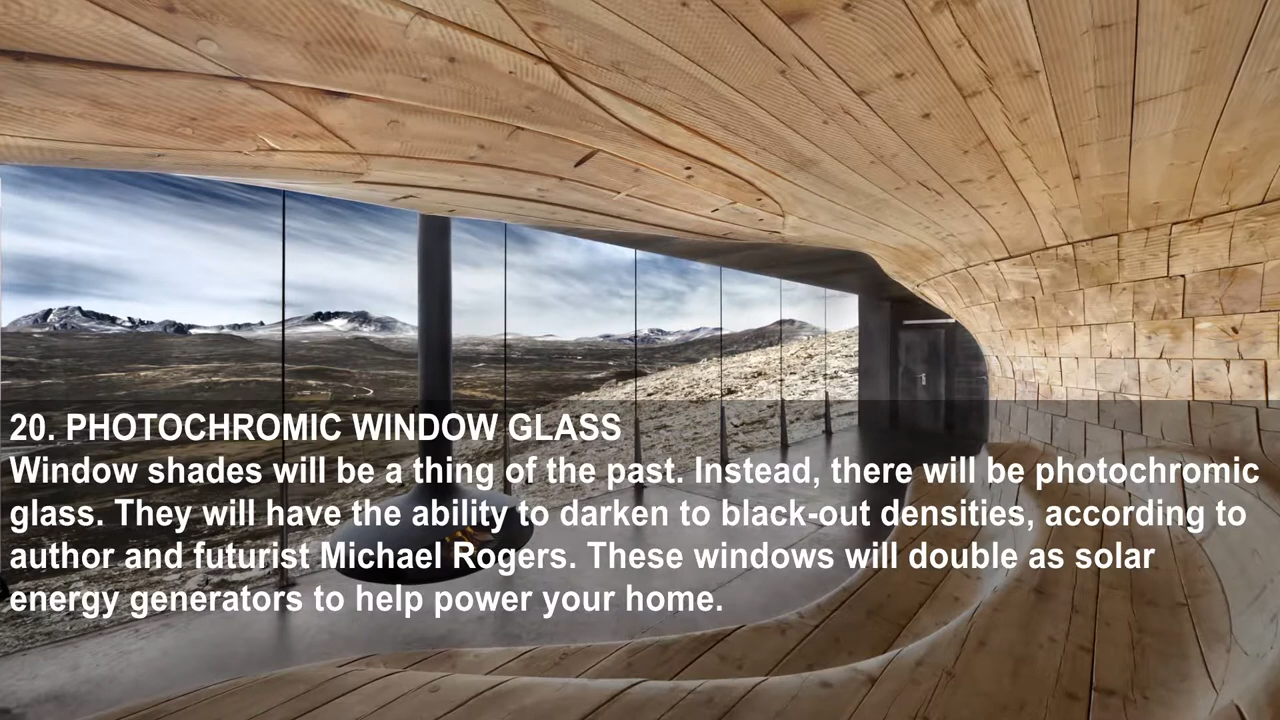 20. PHOTOCHROMIC WINDOW GLASS
Window shades will be a thing of the past. Instead, there will be photochromic
glass. They will have the ability to darken to black-out densities, according to
author and futurist Michael Rogers. These windows will double as solar
energy generators to help power your home.